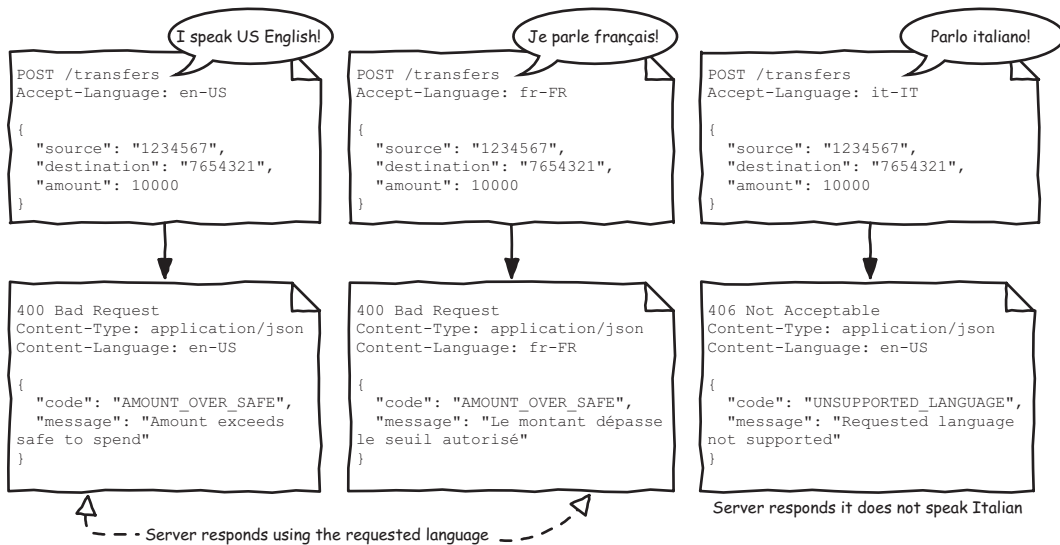 I speak US English!
POST /transfers
Accept-Language: en-US
{
"source": "1234567",
"destination": "7654321",
"amount": 10000
}
400 Bad Request
Content-Type: application/json
Content-Language: en-US
{
"code": "AMOUNT_OVER_SAFE",
"message": "Amount exceeds
safe to spend"
}
Je parle français!
POST /transfers
Accept-Language: fr-FR
{
"source": "1234567",
"destination": "7654321",
"amount": 10000
}
400 Bad Request
Content-Type: application/json
Content-Language: fr-FR
{
"code": "AMOUNT_OVER_SAFE",
"message": "Le montant dépasse
le seuil autorisé"
}
Server responds using the requested language
Parlo italiano!
POST /transfers
Accept-Language: it-IT
{
"source": "1234567",
"destination": "7654321",
"amount": 10000
}
406 Not Acceptable
Content-Type: application/json
Content-Language: en-US
{
"code": "UNSUPPORTED_LANGUAGE",
"message": "Requested language
not supported"
}
Server responds it does not speak Italian